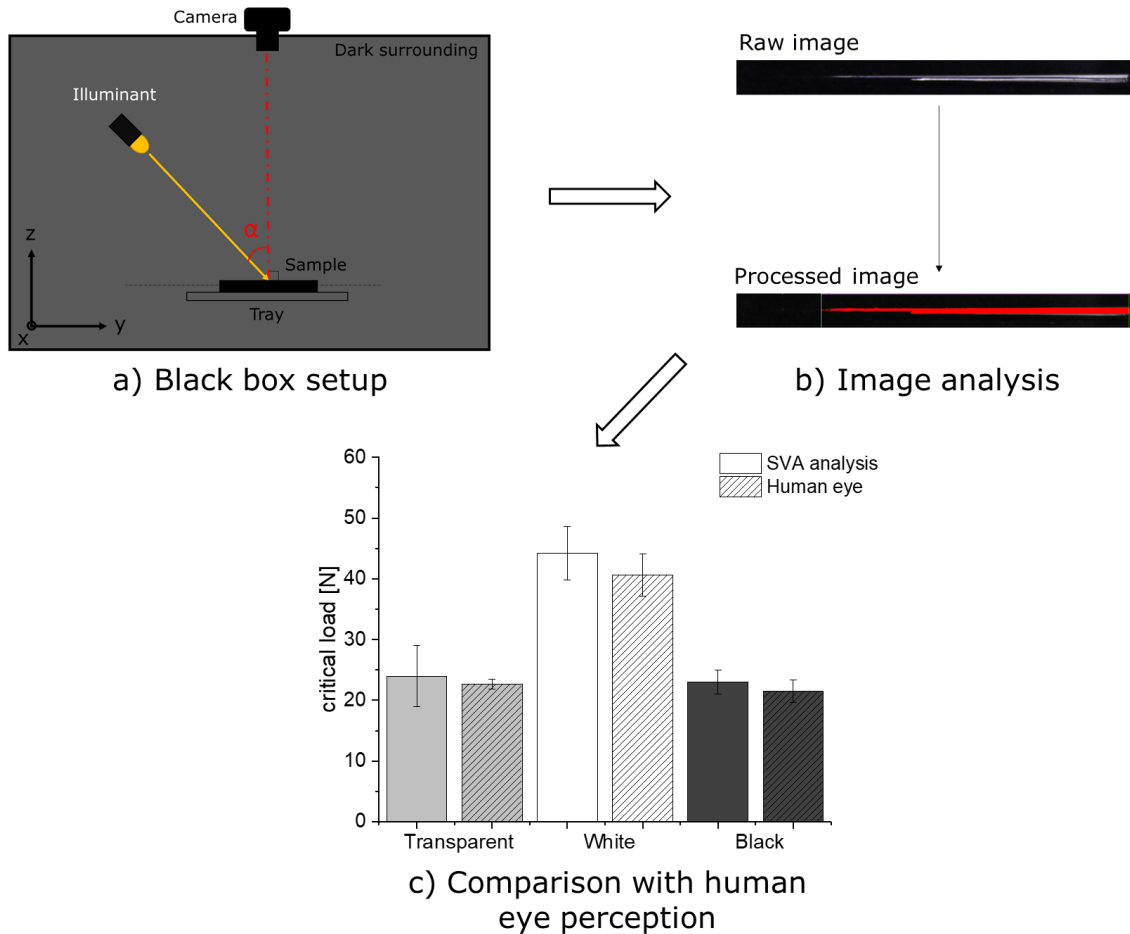 Camera
Dark surrounding
Illuminant
α
z
Sample
Tray
x
y
a) Black box setup
Raw image
Processed image
b) Image analysis
SVA analysis
Human eye
critical load [N]
60
50
40
30
20
10
0
Transparent
White
Black
c) Comparison with human
eye perception